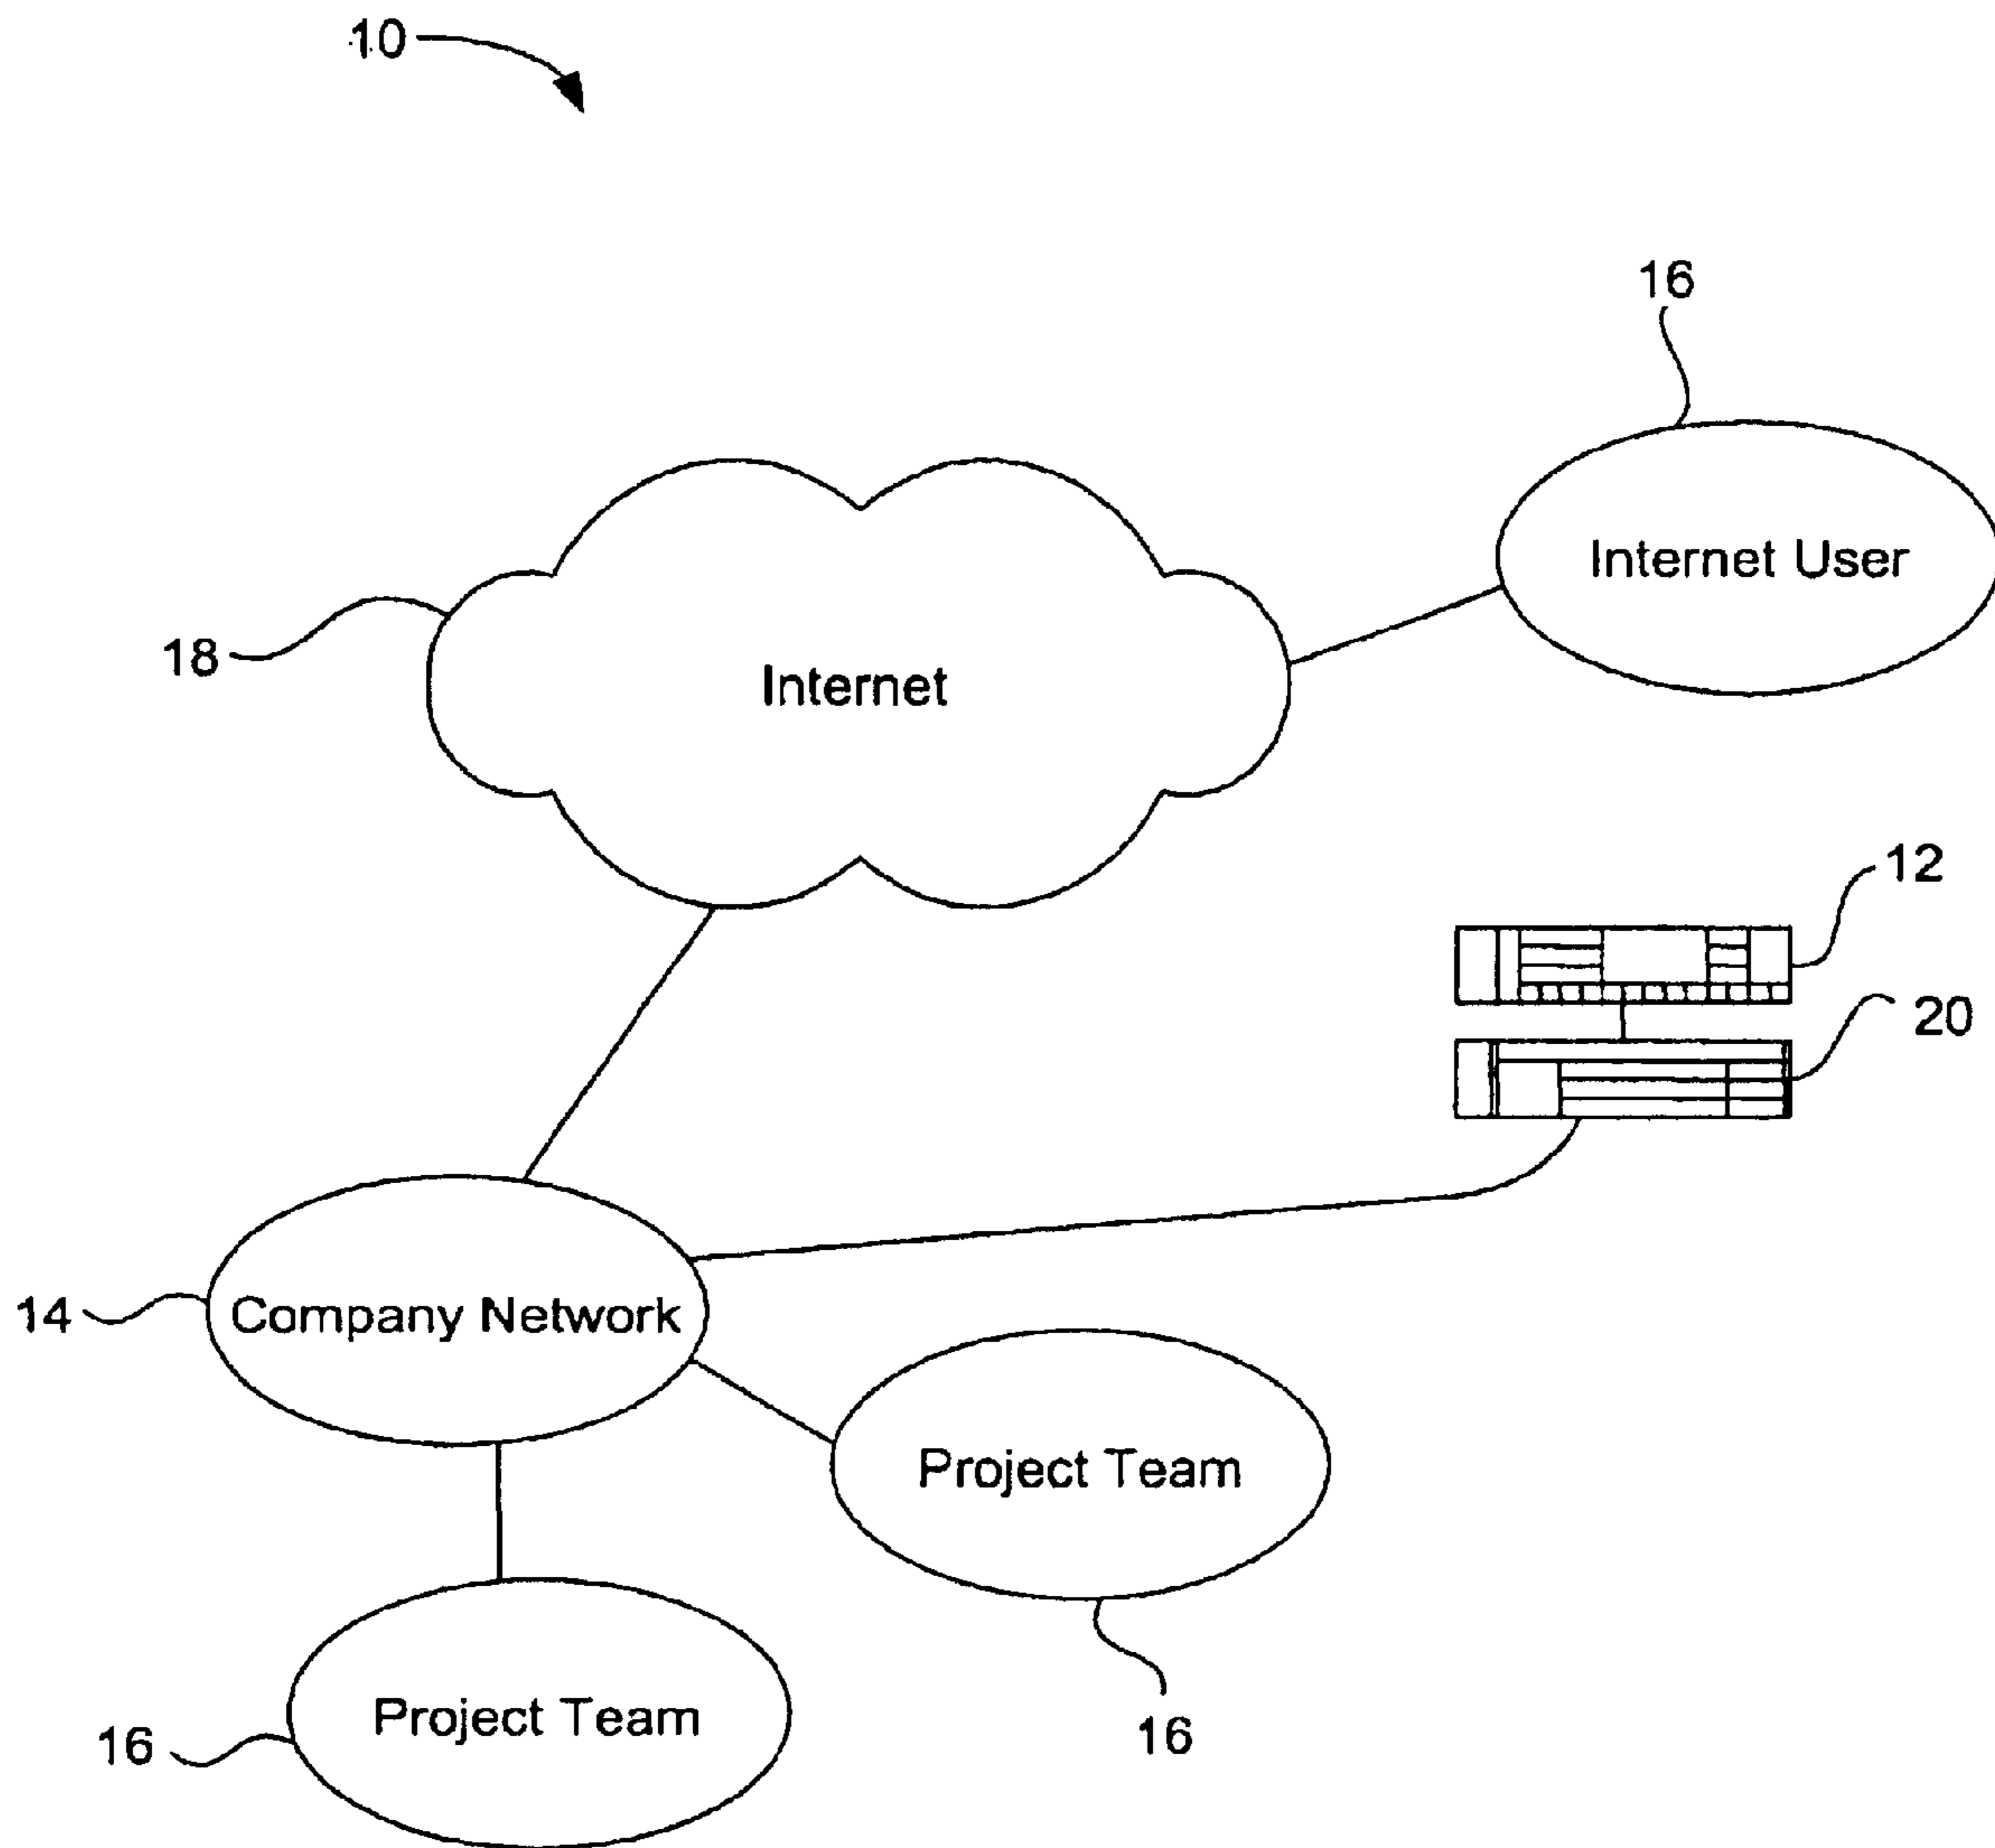 10
16
Internet User
18
Internet
12
20
14
Company Network
Project Team
16
Project Team
16